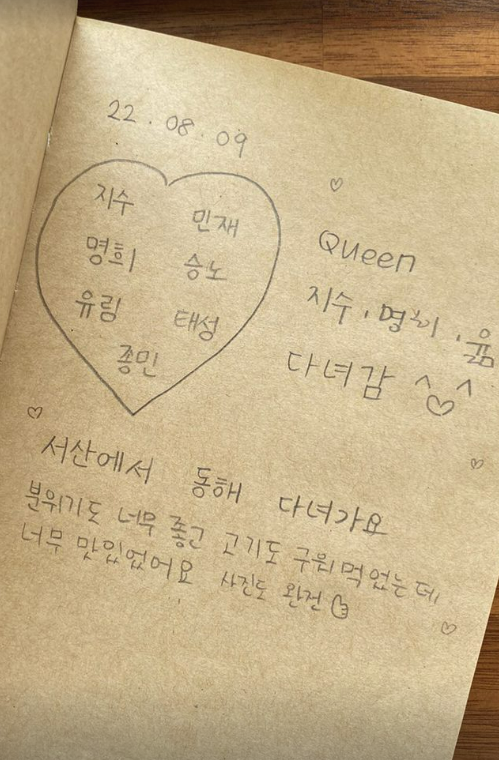 22.08.09
지수 민재
명희 승노
유림 태성
종민
Queen
지수, 명희, 윪
다녀감 ^♡^
서산에서 동해 다녀가요
분위기도 너무 좋고 고기도 구워먹었는데
너무 맛있었어요 사진도 완전